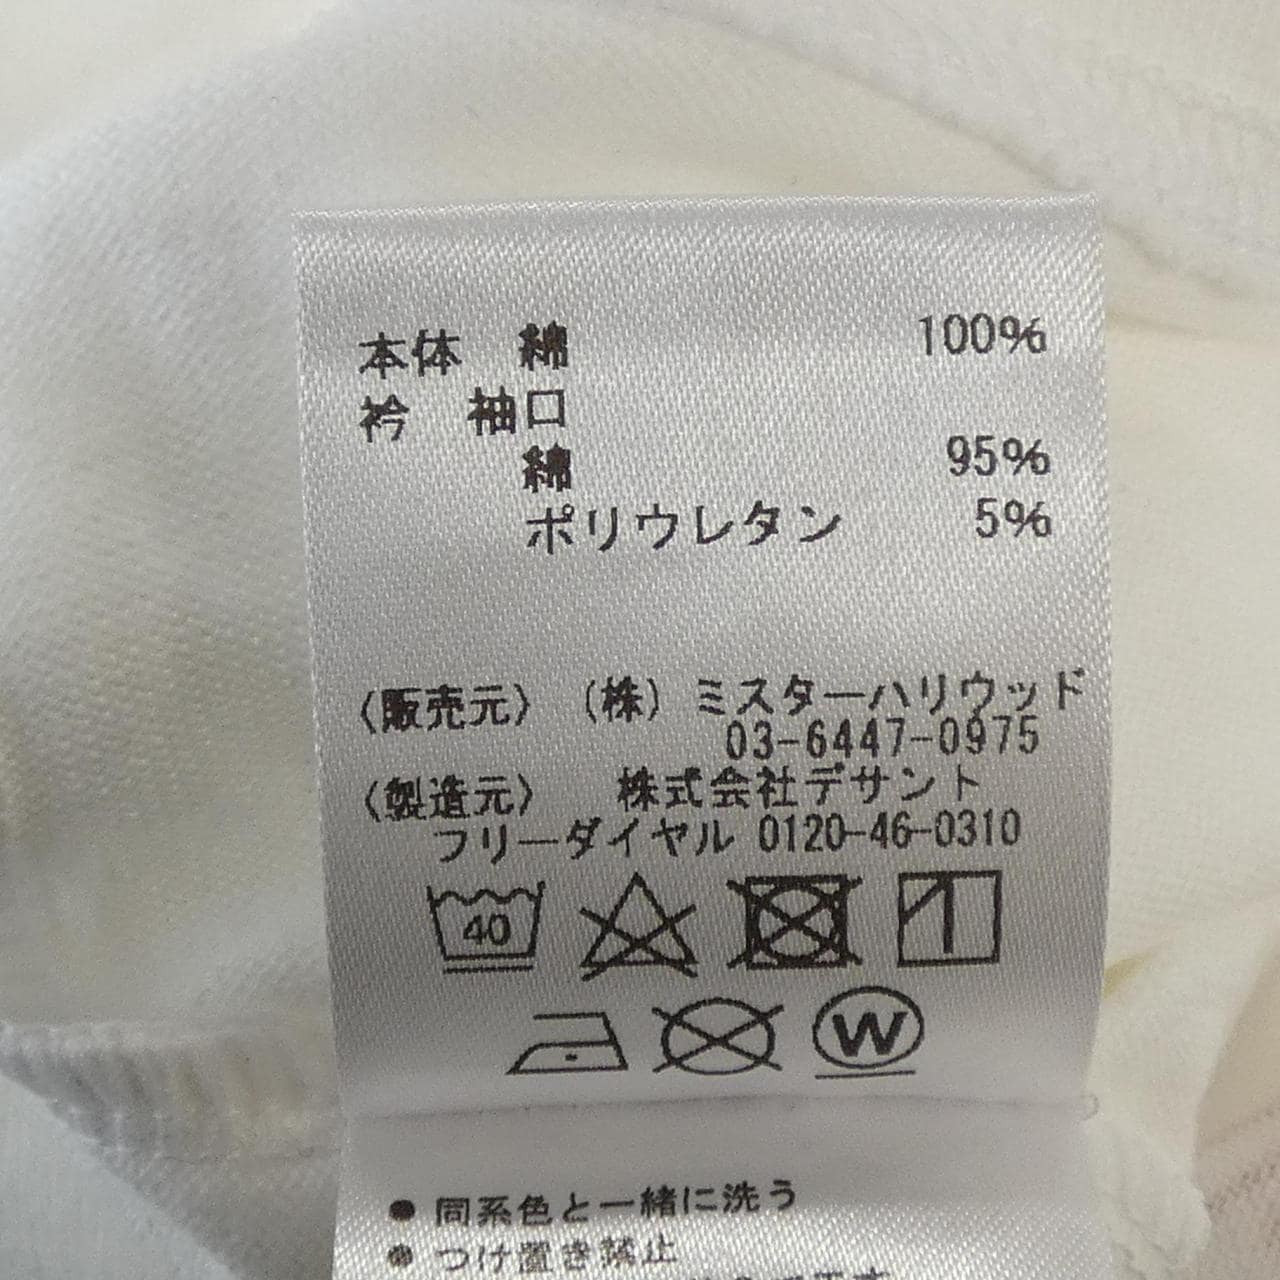 本体 綿 100%
衿 袖口
綿 95%
ポリウレタン 5%
〈販売元〉 (株) ミスターハリウッド
03-6447-0975
〈製造元〉 株式会社デサント
フリーダイヤル 0120-46-0310
40
W
● 同系色と一緒に洗う
● つけ置き禁止